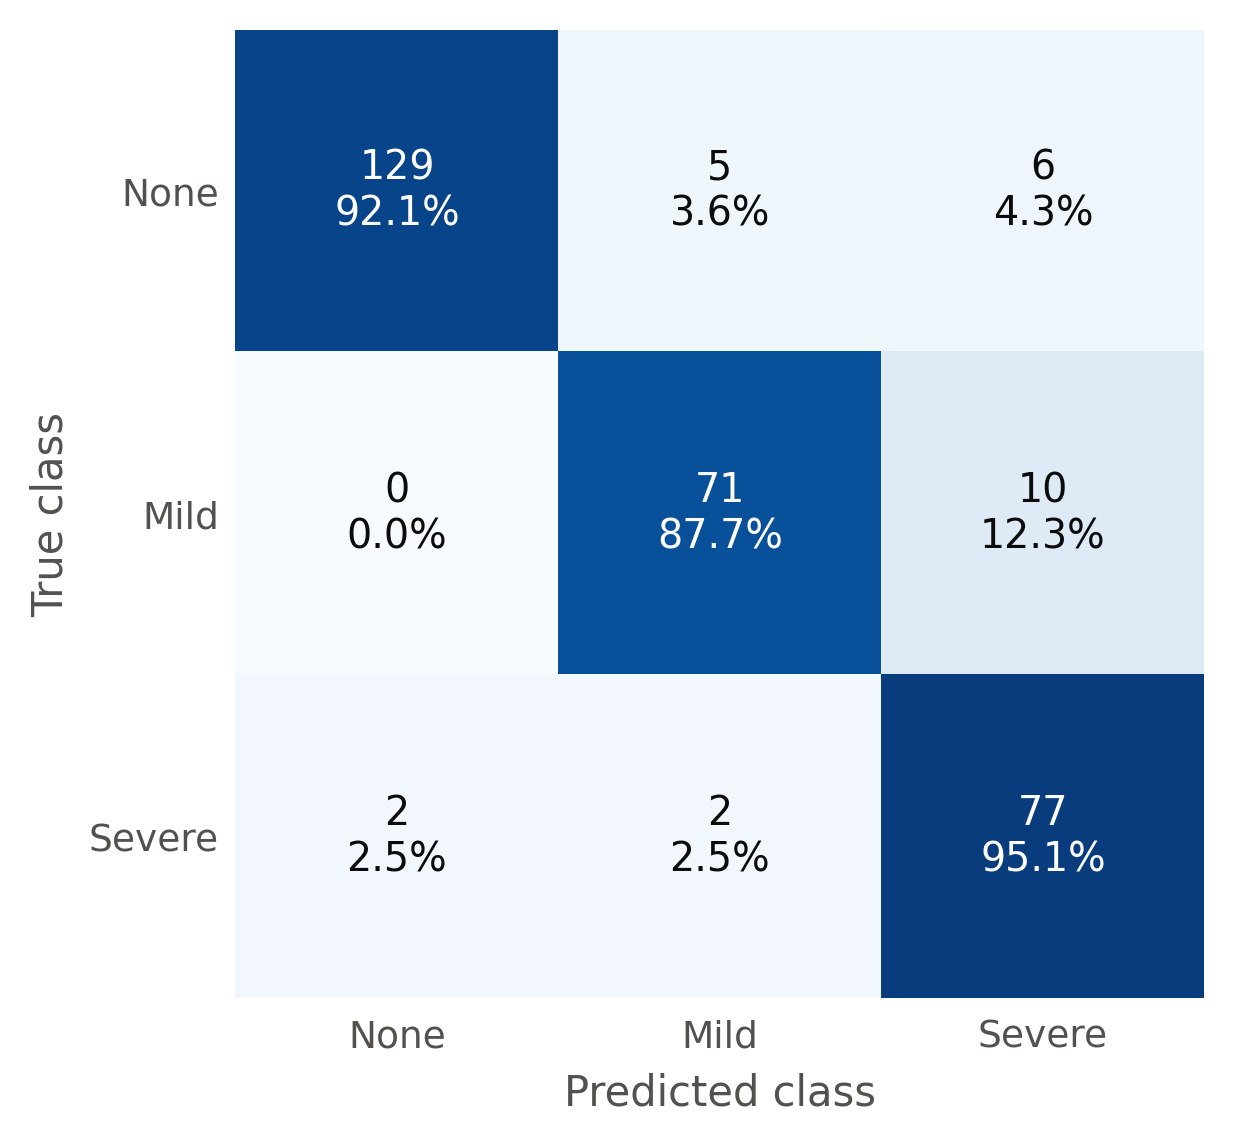 129
92.1%
5
3.6%
6
4.3%
None
0
0.0%
71
87.7%
10
12.3%
Mild
2
2.5%
2
2.5%
77
95.1%
Severe
True class
None
Mild
Severe
Predicted class